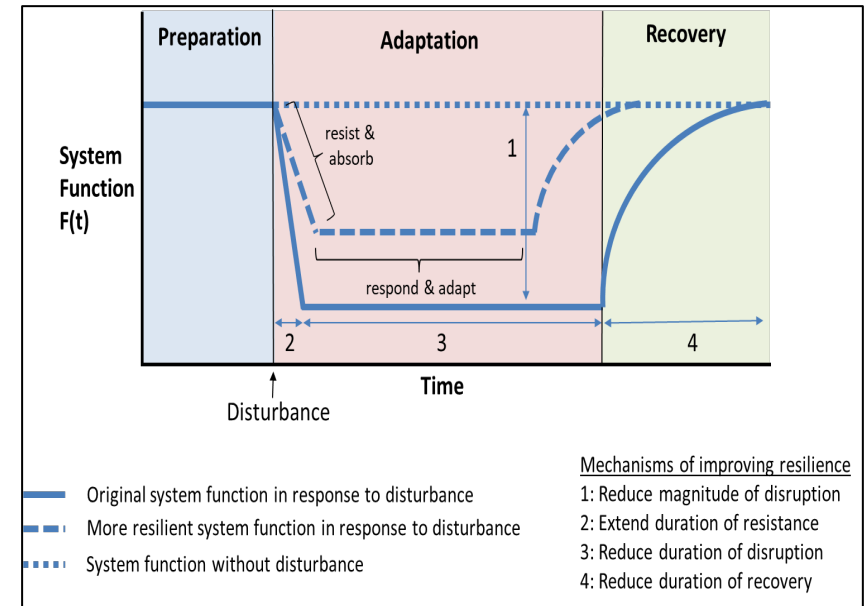 Preparation
Adaptation
Recovery
System
Function
F(t)
resist &
absorb
1
respond & adapt
2
3
4
Time
Disturbance
Original system function in response to disturbance
More resilient system function in response to disturbance
System function without disturbance
Mechanisms of improving resilience
1: Reduce magnitude of disruption
2: Extend duration of resistance
3: Reduce duration of disruption
4: Reduce duration of recovery